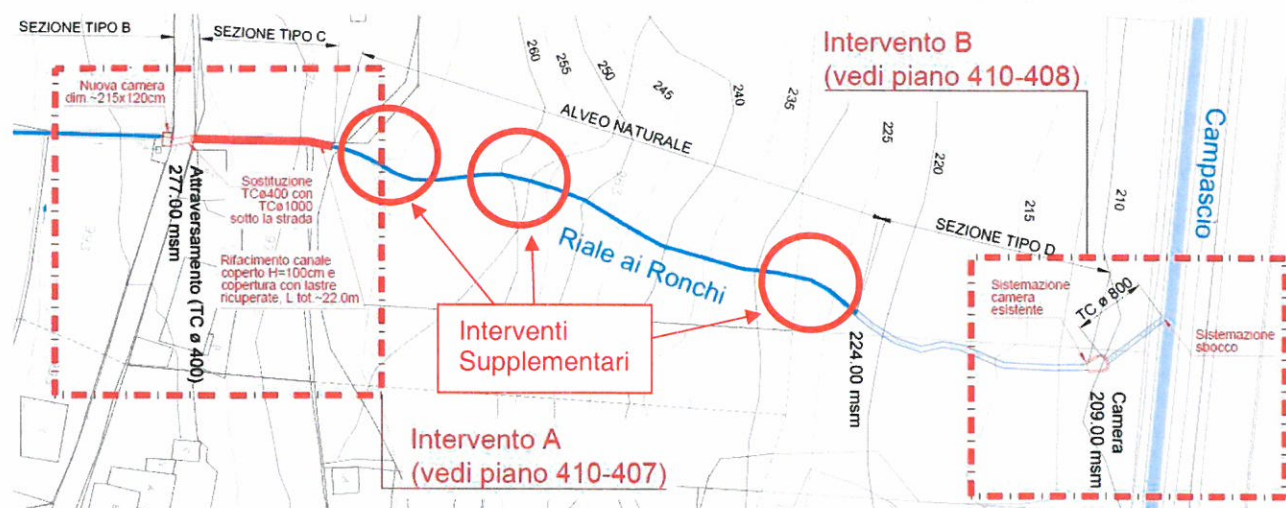 SEZIONE TIPO B
SEZIONE TIPO C
Nuova camera
dim.~215x120cm
260
255
250
245
240
235
225
220
215
210
ALVEO NATURALE
Intervento B
(vedi piano 410-408)
Campascio
Sostituzione
TCø400 con
TCø1000
sotto la strada
Attraversamento (TC ø 400)
277.00 msm
Rifacimento canale
coperto H=100cm e
copertura con lastre
ricuperate, L tot.~22.0m
Riale ai Ronchi
SEZIONE TIPO D
Interventi
Supplementari
224.00 msm
Sistemazione
camera
esistente
TC ø 800
Sistemazione
sbocco
Camera
209.00 msm
Intervento A
(vedi piano 410-407)